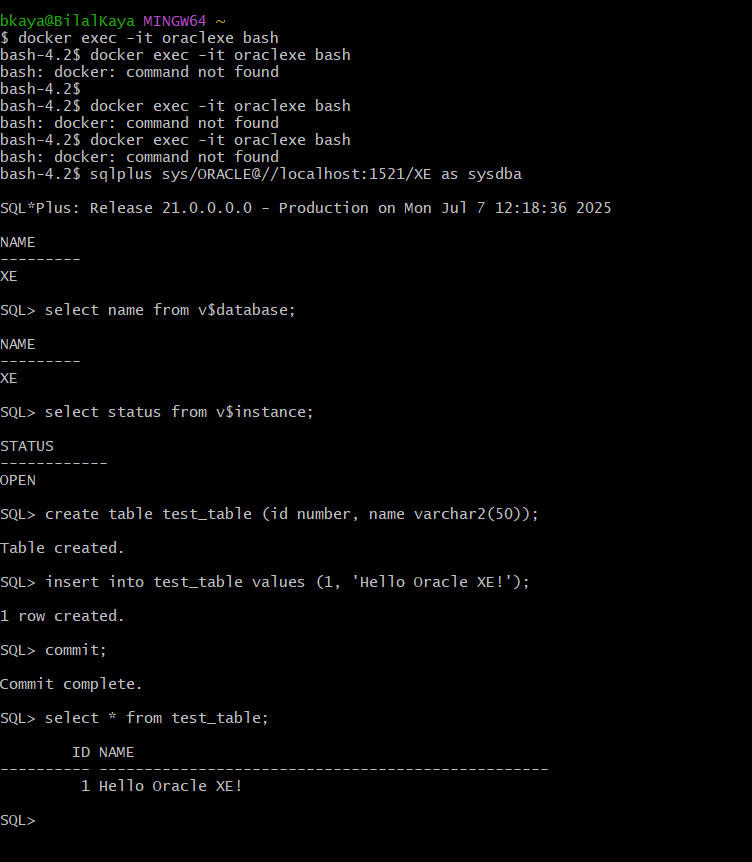 bkaya@BilalKaya MINGW64 ~
$ docker exec -it oraclexe bash
bash-4.2$ docker exec -it oraclexe bash
bash: docker: command not found
bash-4.2$
bash-4.2$ docker exec -it oraclexe bash
bash: docker: command not found
bash-4.2$ docker exec -it oraclexe bash
bash: docker: command not found
bash-4.2$ sqlplus sys/ORACLE@//localhost:1521/XE as sysdba
SQL*Plus: Release 21.0.0.0.0 - Production on Mon Jul 7 12:18:36 2025
NAME
---------
XE
SQL> select name from v$database;
NAME
---------
XE
SQL> select status from v$instance;
STATUS
------------
OPEN
SQL> create table test_table (id number, name varchar2(50));
Table created.
SQL> insert into test_table values (1, 'Hello Oracle XE!');
1 row created.
SQL> commit;
Commit complete.
SQL> select * from test_table;
        ID NAME
---------- --------------------------------------------------
         1 Hello Oracle XE!
SQL>